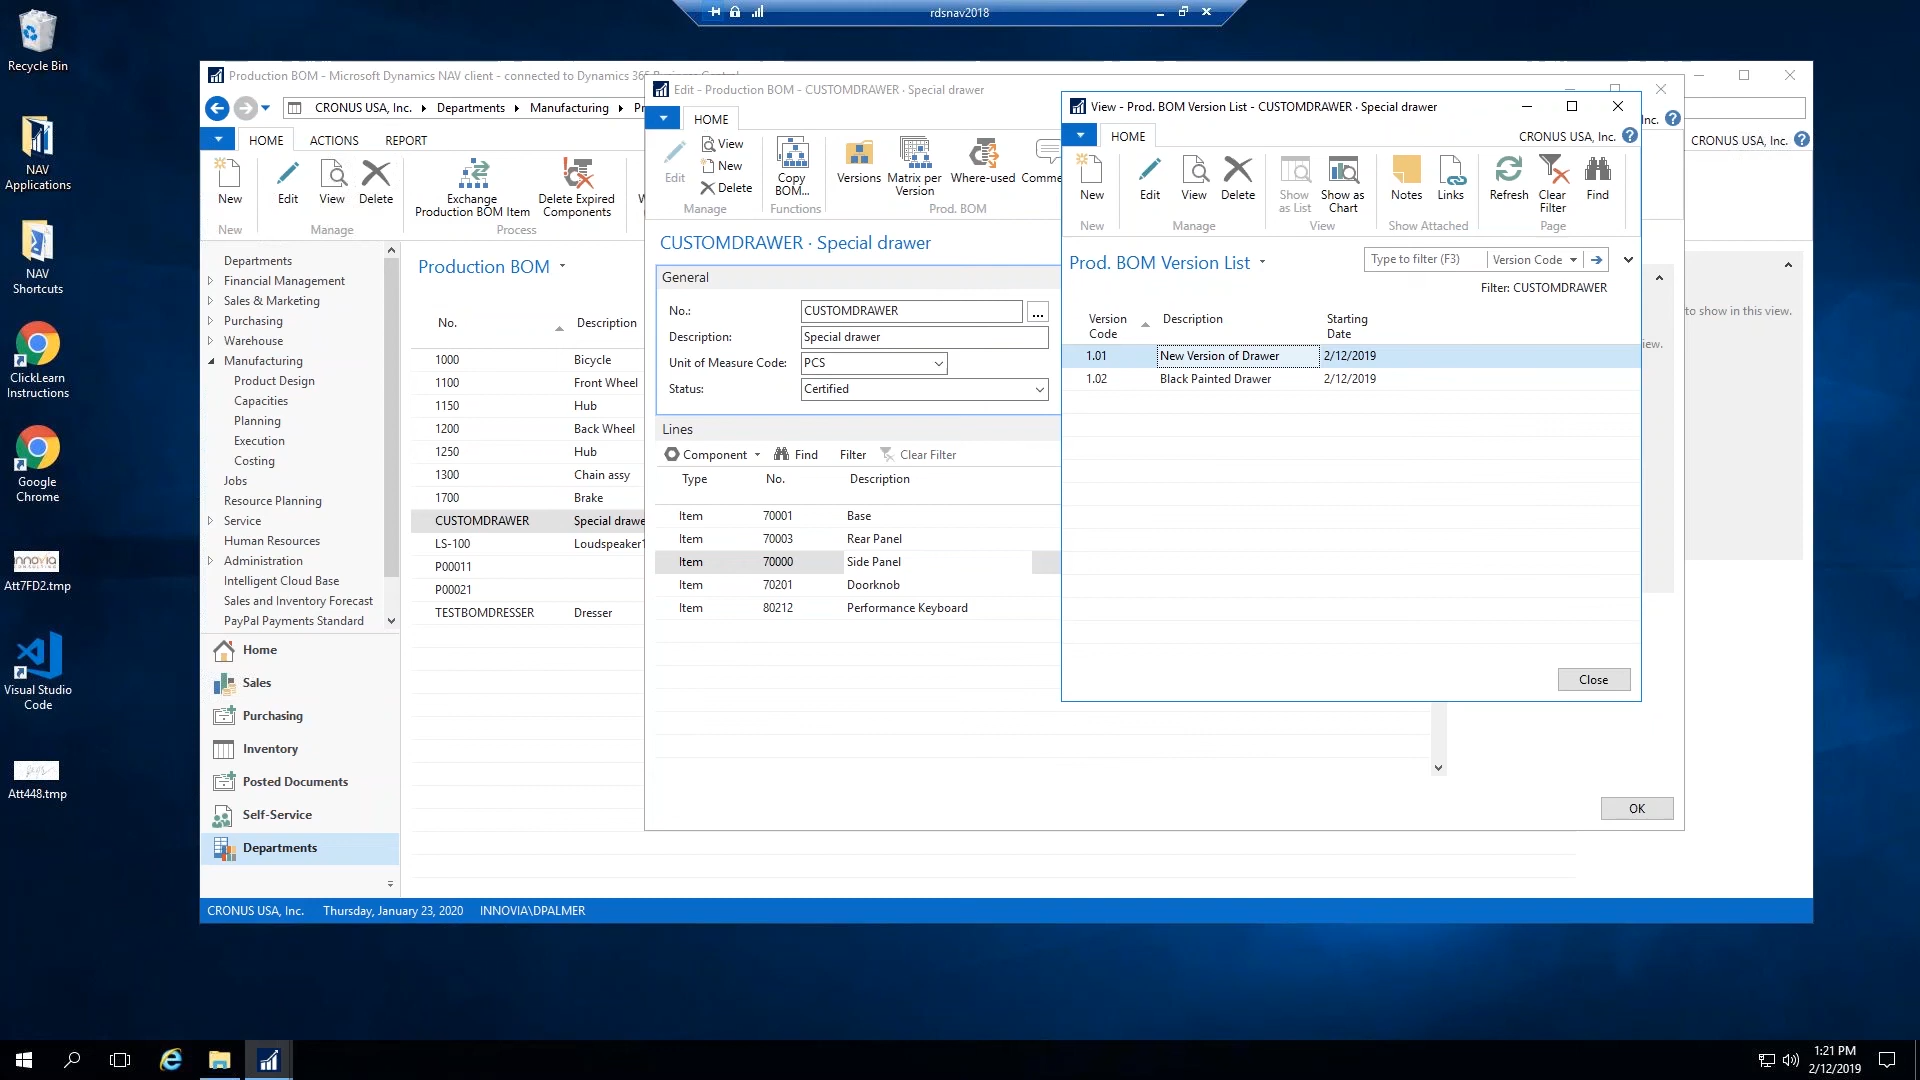 rdsnav2018
Recycle Bin
NAV
Applications
NAV
Shortcuts
ClickLearn
Instructions
Google
Chrome
innovia
Att7FD2.tmp
Visual Studio
Code
Att448.tmp
Production BOM - Microsoft Dynamics NAV client - connected to Dynamics 365 Business Central
CRONUS USA, Inc. Departments Manufacturing
HOME ACTIONS REPORT
New
Edit
View
Delete
Exchange
Production BOM Item
Delete Expired
Components
New
Manage
Process
CRONUS USA, Inc.
Departments
Financial Management
Sales & Marketing
Purchasing
Warehouse
Manufacturing
Product Design
Capacities
Planning
Execution
Costing
Jobs
Resource Planning
Service
Human Resources
Administration
Intelligent Cloud Base
Sales and Inventory Forecast
PayPal Payments Standard
Home
Sales
Purchasing
Inventory
Posted Documents
Self-Service
Departments
Production BOM
No. Description
1000 Bicycle
1100 Front Wheel
1150 Hub
1200 Back Wheel
1250 Hub
1300 Chain assy
1700 Brake
CUSTOMDRAWER Special drawe
LS-100 Loudspeaker
P00011
P00021
TESTBOMDRESSER Dresser
to show in this view.
CRONUS USA, Inc. Thursday, January 23, 2020 INNOVIA\DPALMER
Edit - Production BOM - CUSTOMDRAWER · Special drawer
HOME
Edit
View
New
Delete
Manage
Copy
BOM...
Functions
Versions
Matrix per
Version
Where-used
Comme
Prod. BOM
nc.
CUSTOMDRAWER · Special drawer
General
No.: CUSTOMDRAWER ...
Description: Special drawer
Unit of Measure Code: PCS
Status: Certified
Lines
Component Find Filter Clear Filter
Type No. Description
Item 70001 Base
Item 70003 Rear Panel
Item 70000 Side Panel
Item 70201 Doorknob
Item 80212 Performance Keyboard
iew.
OK
View - Prod. BOM Version List - CUSTOMDRAWER · Special drawer
HOME
CRONUS USA, Inc.
New
Edit
View
Delete
Show
as List
Show as
Chart
Notes
Links
Refresh
Clear
Filter
Find
New
Manage
View
Show Attached
Page
Prod. BOM Version List
Type to filter (F3) Version Code
Filter: CUSTOMDRAWER
Version
Code
Description
Starting
Date
1.01 New Version of Drawer 2/12/2019
1.02 Black Painted Drawer 2/12/2019
Close
1:21 PM
2/12/2019